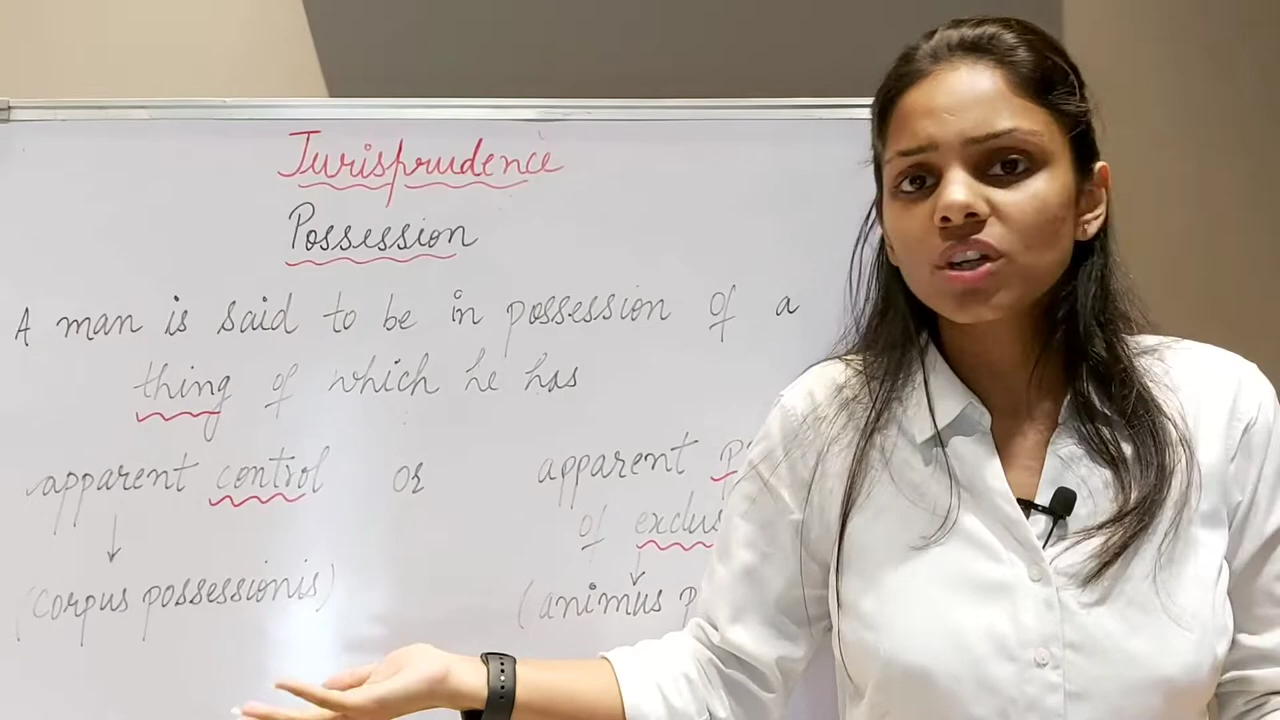 Jurisprudence
Possession
A man is said to be in possession of a
thing of which he has
apparent control or apparent
of
(corpus possessionis) (animus